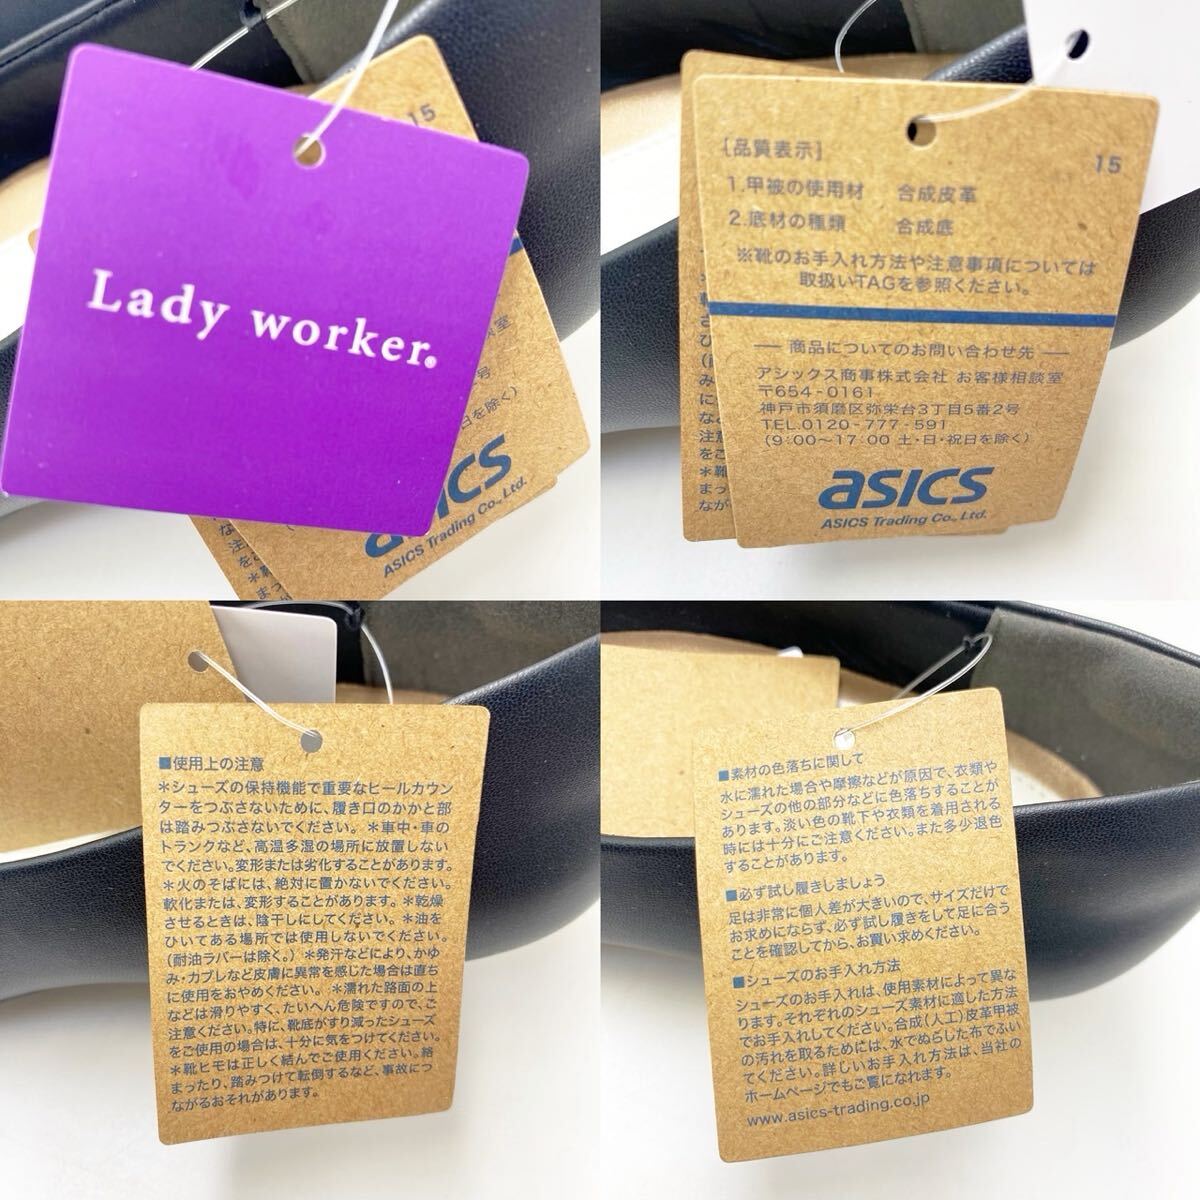 Lady worker®
15
室
号
日を除く)
asics
ASICS Trading Co., Ltd.
[品質表示]
15
1.甲被の使用材 合成皮革
2.底材の種類 合成底
※靴のお手入れ方法や注意事項については
取扱いTAGを参照ください。
商品についてのお問い合わせ先
アシックス商事株式会社 お客様相談室
〒654-0161
神戸市須磨区弥栄台3丁目5番2号
TEL.0120-777-591
(9:00〜17:00 土・日・祝日を除く)
asics
ASICS Trading Co., Ltd.
■使用上の注意
*シューズの保持機能で重要なヒールカウン
ターをつぶさないために、履き口のかかと部
は踏みつぶさないでください。 *車中・車の
トランクなど、高温多湿の場所に放置しない
でください。変形または劣化することがあります。
*火のそばには、絶対に置かないでください。
軟化または、変形することがあります。*乾燥
させるときは、陰干しにしてください。*油を
ひいてある場所では使用しないでください。
(耐油ラバーは除く。) *発汗などにより、かゆ
み・カブレなど皮膚に異常を感じた場合は直ち
に使用をおやめください。*濡れた路面の上
などは滑りやすく、たいへん危険ですので、ご
注意ください。特に、靴底がすり減ったシューズ
をご使用の場合は、十分に気をつけてください。
*靴ヒモは正しく結んでご使用ください。絡
まったり、踏みつけて転倒するなど、事故につ
ながるおそれがあります。
■素材の色落ちに関して
水に濡れた場合や摩擦などが原因で、衣類や
シューズの他の部分などに色落ちすることが
あります。淡い色の靴下や衣類を着用される
時には十分にご注意ください。また多少退色
することがあります。
■必ず試し履きしましょう
足は非常に個人差が大きいので、サイズだけで
お求めにならず、必ず試し履きをして足に合う
ことを確認してから、お買い求めください。
■シューズのお手入れ方法
シューズのお手入れは、使用素材によって異な
ります。それぞれのシューズ素材に適した方法
でお手入れしてください。合成(人工)皮革甲被
の汚れを取るためには、水でぬらした布でふい
てください。詳しいお手入れ方法は、当社の
ホームページでもご覧になれます。
www.asics-trading.co.jp